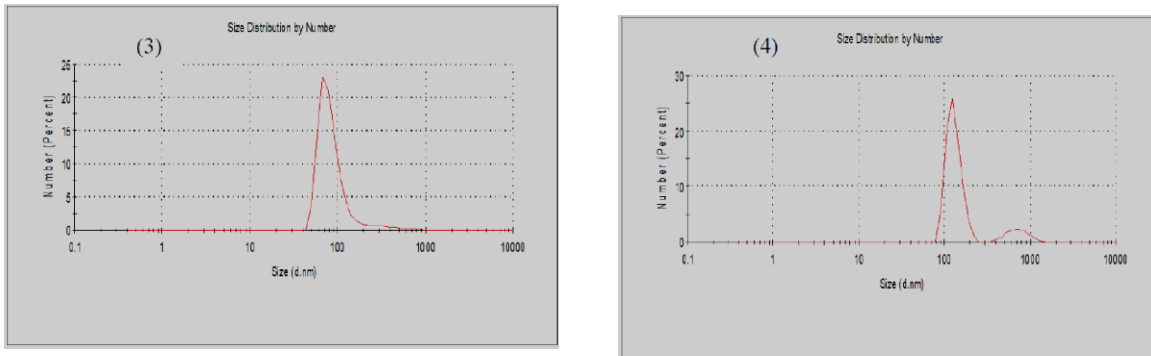 Size Distribution by Number
(3)
25
20
15
10
5
0
Number (Percent)
0.1 1 10 100 1000 10000
Size (d.nm)
Size Distribution by Number
(4)
30
20
10
0
Number (Percent)
0.1 1 10 100 1000 10000
Size (d.nm)